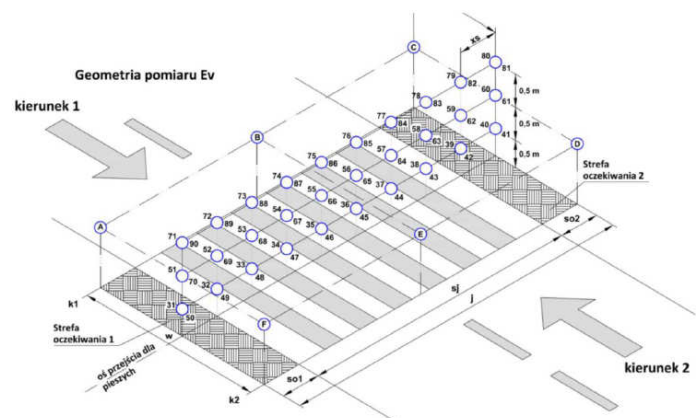 Geometria pomiaru Ev
kierunek 1
A
B
C
D
E
F
xs
80
81
79
82
0,5 m
78
83
60
61
59
62
0,5 m
77
84
58
63
40
41
0,5 m
76
85
57
64
39
42
75
86
56
65
38
43
74
87
55
66
37
44
73
88
54
67
36
45
72
89
53
68
35
46
71
90
52
69
34
47
51
70
33
48
32
49
31
50
Strefa
oczekiwania 2
so2
sj
j
k1
Strefa
oczekiwania 1
w
oś przejścia dla
pieszych
so1
k2
kierunek 2